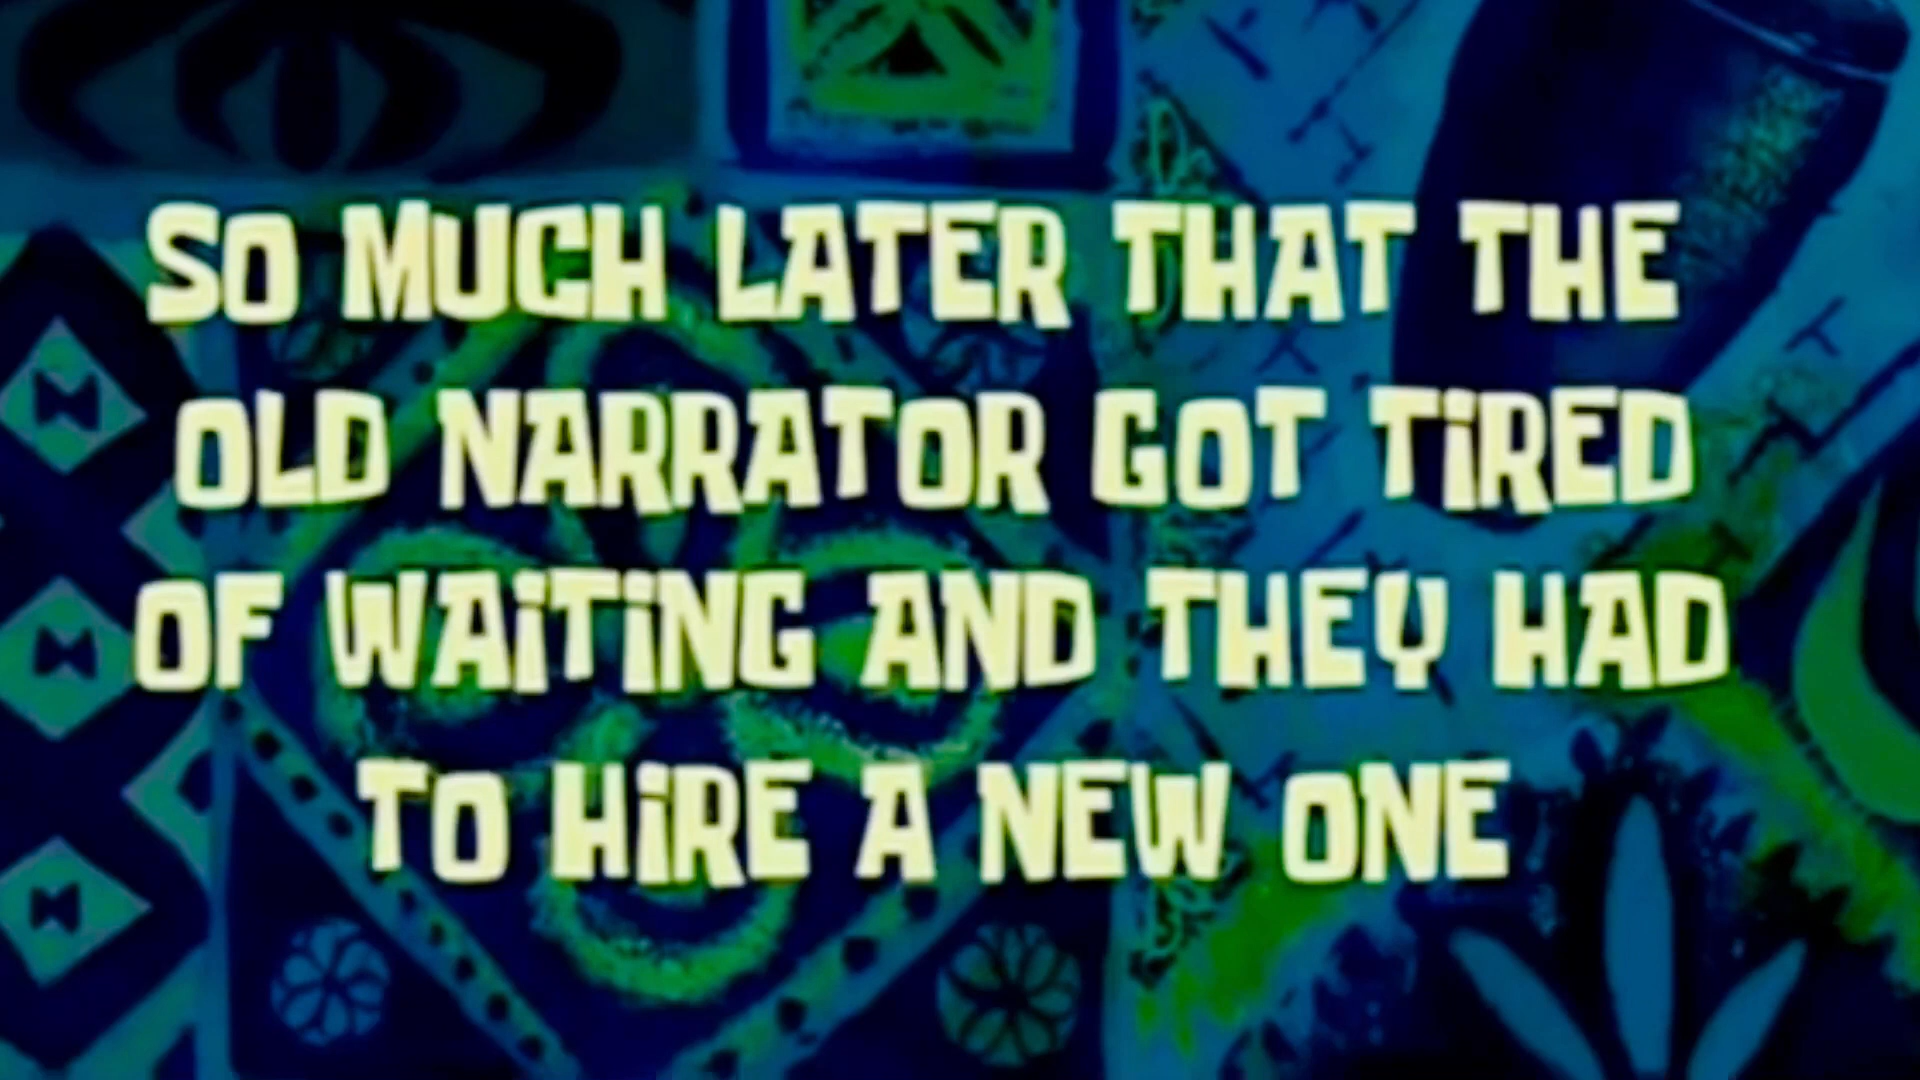 SO MUCH LATER THAT THE
OLD NARRATOR GOT TiRED
OF WAiTiNG AND THEY HAD
TO HiRE A NEW ONE